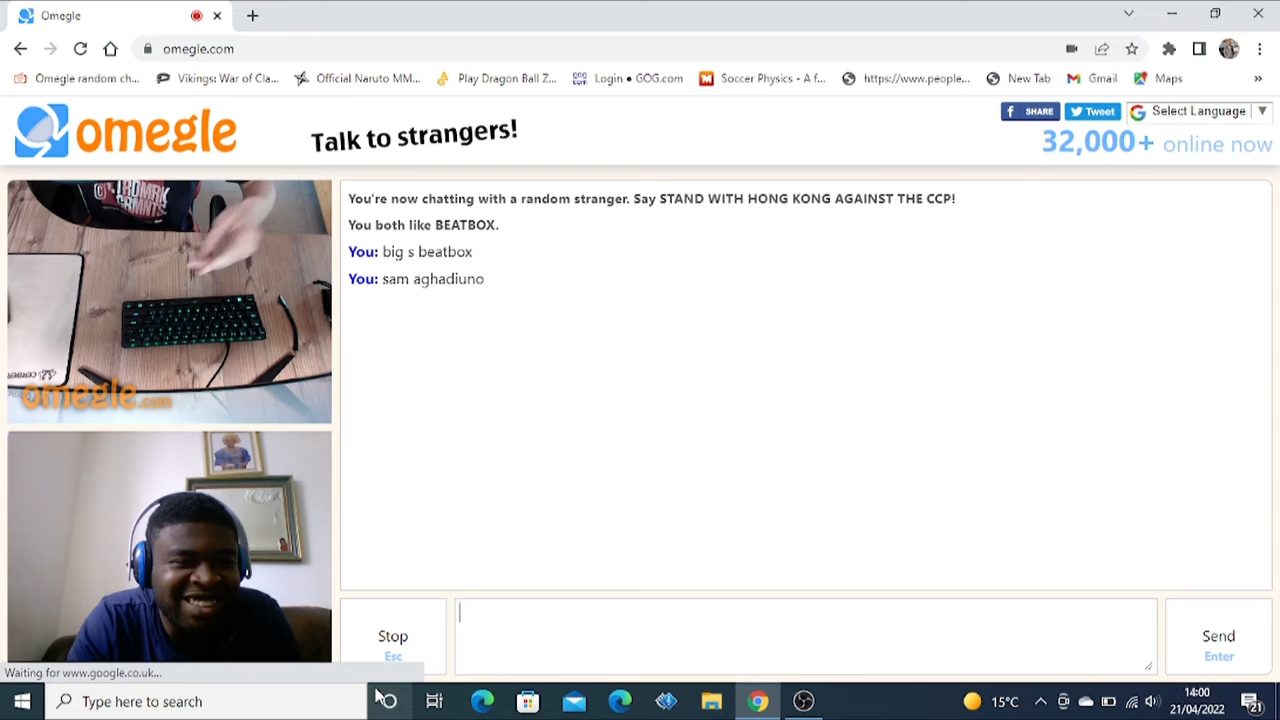 Omegle
omegle.com
Omegle random ch...
Vikings: War of Cla...
Official Naruto MM...
Play Dragon Ball Z...
Login • GOG.com
Soccer Physics - A f...
https://www.people...
New Tab
Gmail
Maps
»
omegle
Talk to strangers!
SHARE
Tweet
Select Language
32,000+ online now
You're now chatting with a random stranger. Say STAND WITH HONG KONG AGAINST THE CCP!
You both like BEATBOX.
You: big s beatbox
You: sam aghadiuno
omegle.com
Stop
Esc
Send
Enter
Waiting for www.google.co.uk...
Type here to search
15°C
14:00
21/04/2022
21